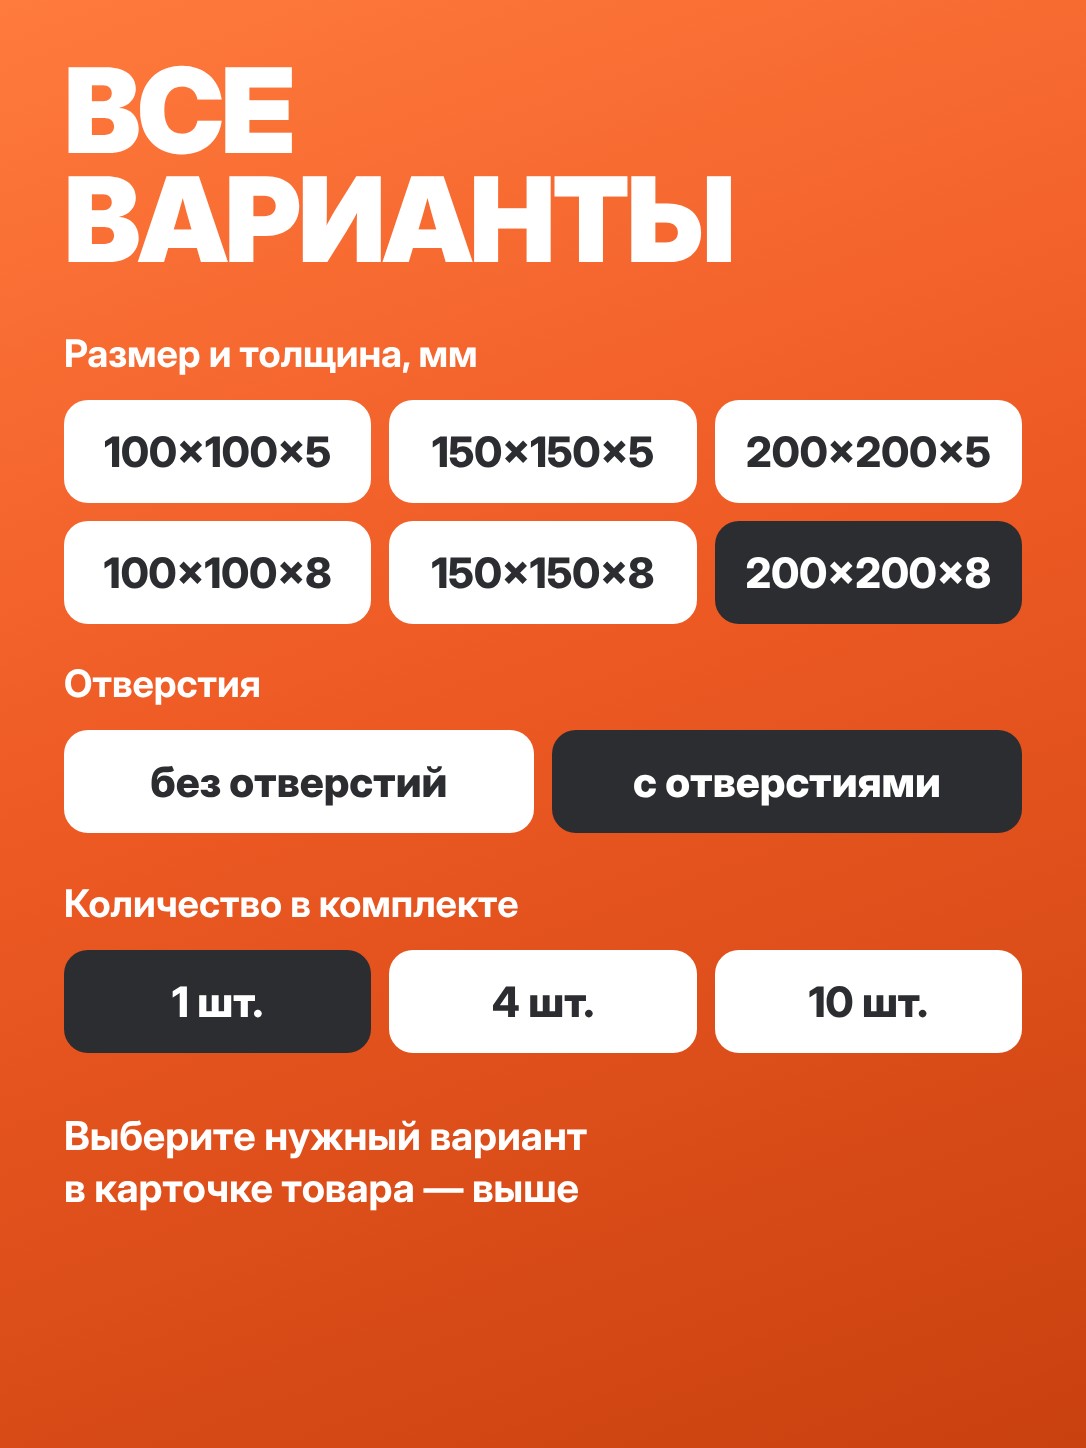 ВСЕ
ВАРИАНТЫ
Размер и толщина, мм
100×100×5 150×150×5 200×200×5
100×100×8 150×150×8 200×200×8
Отверстия
без отверстий с отверстиями
Количество в комплекте
1 шт. 4 шт. 10 шт.
Выберите нужный вариант
в карточке товара — выше